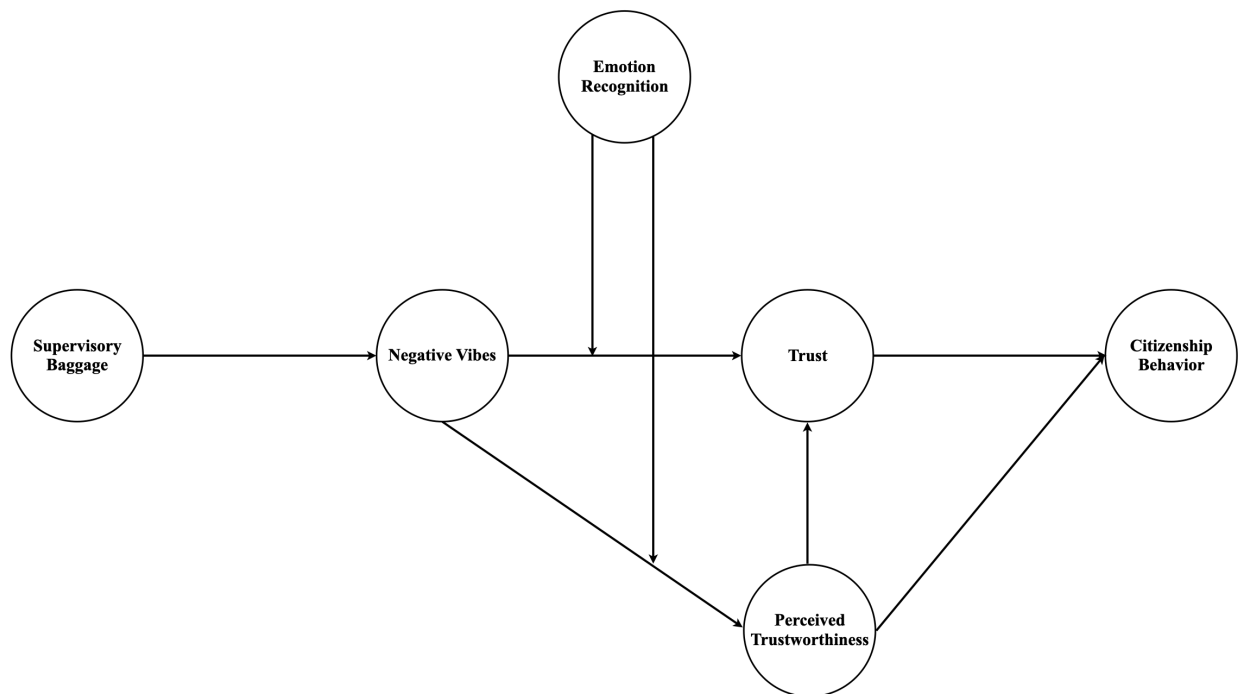 Emotion
Recognition
Supervisory
Baggage
Negative Vibes
Trust
Citizenship
Behavior
Perceived
Trustworthiness